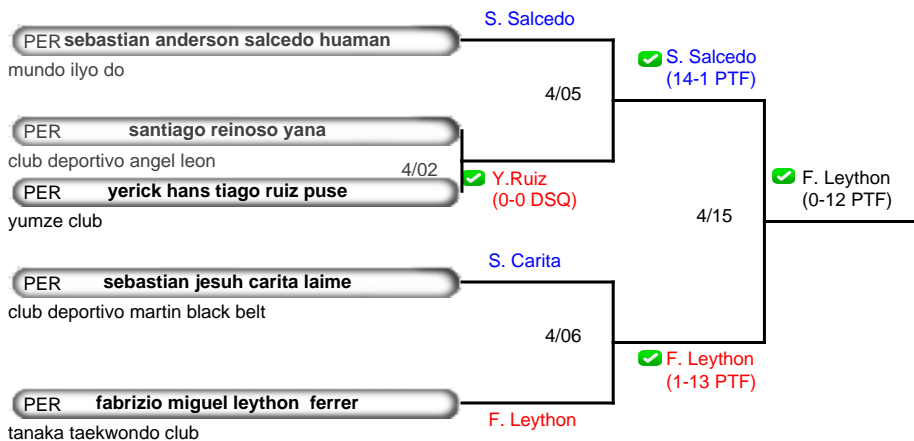 S. Salcedo
PER sebastian anderson salcedo huaman
mundo ilyo do
S. Salcedo
(14-1 PTF)
4/05
PER santiago reinoso yana
club deportivo angel leon
4/02
Y.Ruiz
(0-0 DSQ)
PER yerick hans tiago ruiz puse
yumze club
F. Leython
(0-12 PTF)
4/15
S. Carita
PER sebastian jesuh carita laime
club deportivo martin black belt
4/06
F. Leython
(1-13 PTF)
PER fabrizio miguel leython ferrer
F. Leython
tanaka taekwondo club